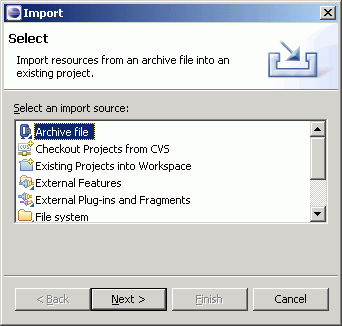 Import
Select
Import resources from an archive file into an
existing project.
Select an import source:
Archive file
Checkout Projects from CVS
Existing Projects into Workspace
External Features
External Plug-ins and Fragments
File system
< Back
Next >
Finish
Cancel